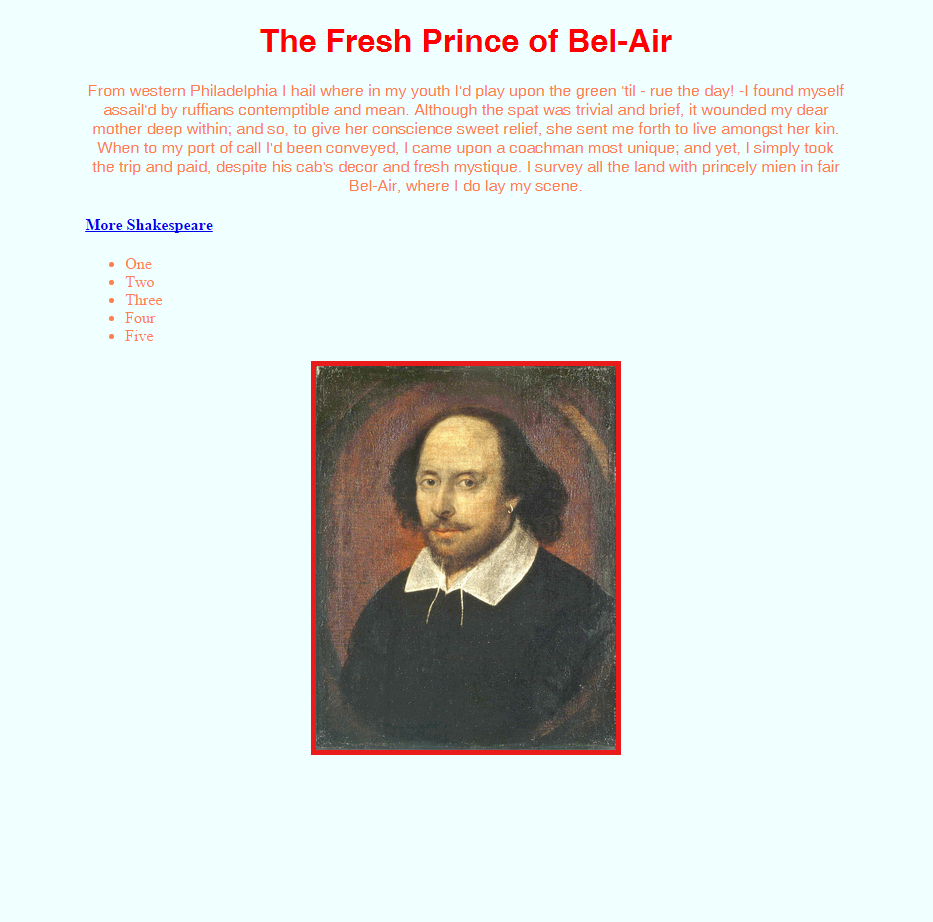 The Fresh Prince of Bel-Air
From western Philadelphia I hail where in my youth I'd play upon the green 'til - rue the day! -I found myself
assail'd by ruffians contemptible and mean. Although the spat was trivial and brief, it wounded my dear
mother deep within; and so, to give her conscience sweet relief, she sent me forth to live amongst her kin.
When to my port of call I'd been conveyed, I came upon a coachman most unique; and yet, I simply took
the trip and paid, despite his cab's decor and fresh mystique. I survey all the land with princely mien in fair
Bel-Air, where I do lay my scene.
More Shakespeare
• One
• Two
• Three
• Four
• Five